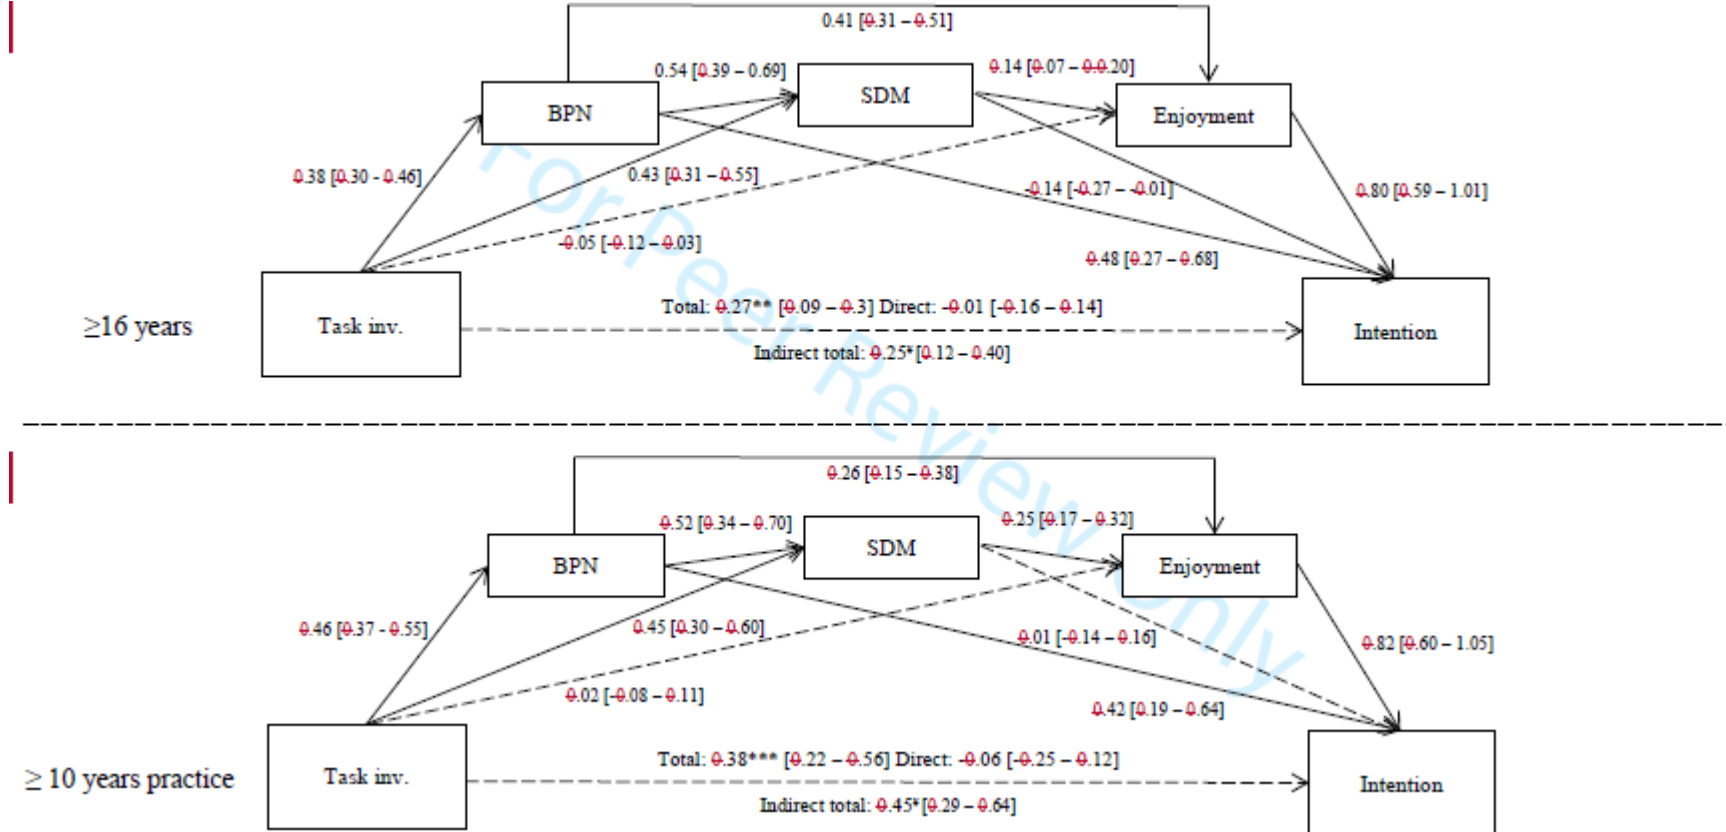 0.41 [0.31 – 0.51]
0.54 [0.39 – 0.69]
0.14 [0.07 – 0.0.20]
BPN
SDM
Enjoyment
0.38 [0.30 - 0.46]
0.43 [0.31 – 0.55]
-0.14 [-0.27 – -0.01]
0.80 [0.59 – 1.01]
-0.05 [-0.12 – 0.03]
0.48 [0.27 – 0.68]
≥16 years
Task inv.
Total: 0.27** [0.09 – 0.3] Direct: -0.01 [-0.16 – 0.14]
Indirect total: 0.25* [0.12 – 0.40]
Intention
For Peer Review Only
0.26 [0.15 – 0.38]
0.52 [0.34 – 0.70]
0.25 [0.17 – 0.32]
BPN
SDM
Enjoyment
0.46 [0.37 - 0.55]
0.45 [0.30 – 0.60]
0.01 [-0.14 – 0.16]
0.82 [0.60 – 1.05]
0.02 [-0.08 – 0.11]
0.42 [0.19 – 0.64]
≥ 10 years practice
Task inv.
Total: 0.38*** [0.22 – 0.56] Direct: -0.06 [-0.25 – 0.12]
Indirect total: 0.45* [0.29 – 0.64]
Intention